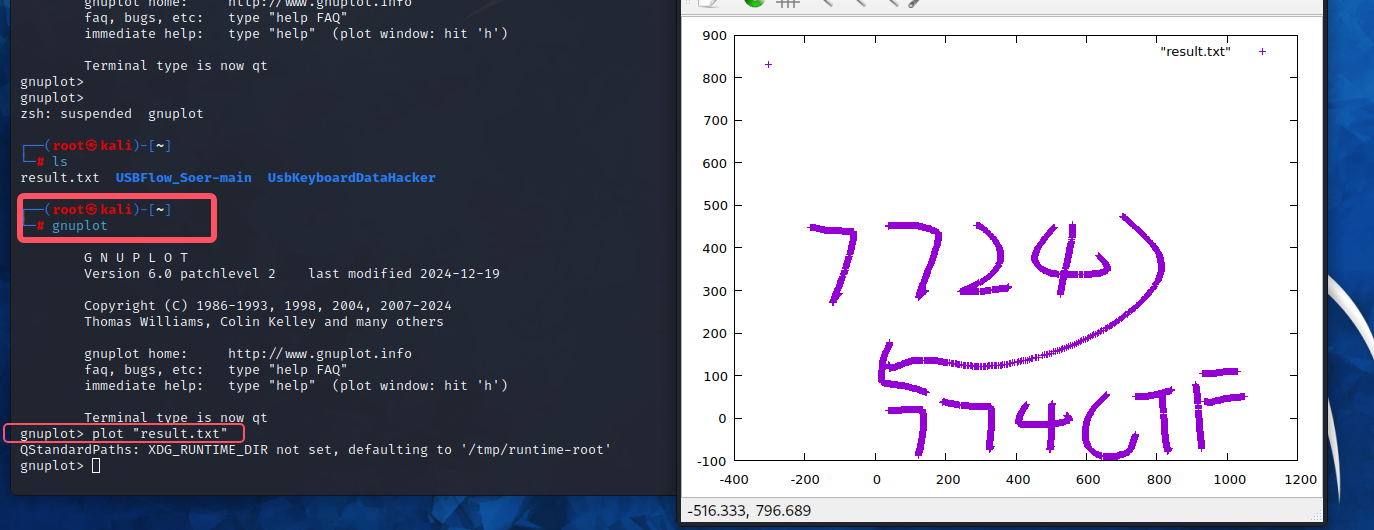 gnuplot home:     http://www.gnuplot.info
faq, bugs, etc:   type "help FAQ"
immediate help:   type "help"  (plot window: hit 'h')
Terminal type is now qt
gnuplot>
gnuplot>
zsh: suspended  gnuplot
┌──(root㉿kali)-[~]
└─# ls
result.txt  USBFlow_Soer-main  UsbKeyboardDataHacker
┌──(root㉿kali)-[~]
└─# gnuplot
G N U P L O T
Version 6.0 patchlevel 2    last modified 2024-12-19
Copyright (C) 1986-1993, 1998, 2004, 2007-2024
Thomas Williams, Colin Kelley and many others
gnuplot home:     http://www.gnuplot.info
faq, bugs, etc:   type "help FAQ"
immediate help:   type "help"  (plot window: hit 'h')
Terminal type is now qt
gnuplot> plot "result.txt"
QStandardPaths: XDG_RUNTIME_DIR not set, defaulting to '/tmp/runtime-root'
gnuplot>
"result.txt"
900
800
700
600
500
400
300
200
100
0
-100
-400 -200 0 200 400 600 800 1000 1200
7724
774CTF
-516.333, 796.689